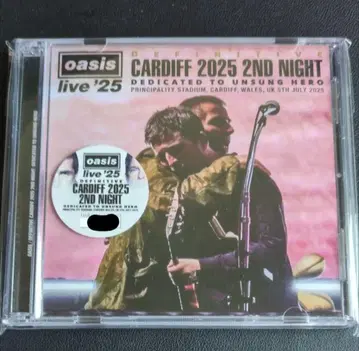 oasis
live '25
DEFINITIVE
CARDIFF 2025 2ND NIGHT
DEDICATED TO UNSUNG HERO
PRINCIPALITY STADIUM, CARDIFF, WALES, UK 5TH JULY 2025
oasis
live '25
DEFINITIVE
CARDIFF 2025
2ND NIGHT
DEDICATED TO UNSUNG HERO